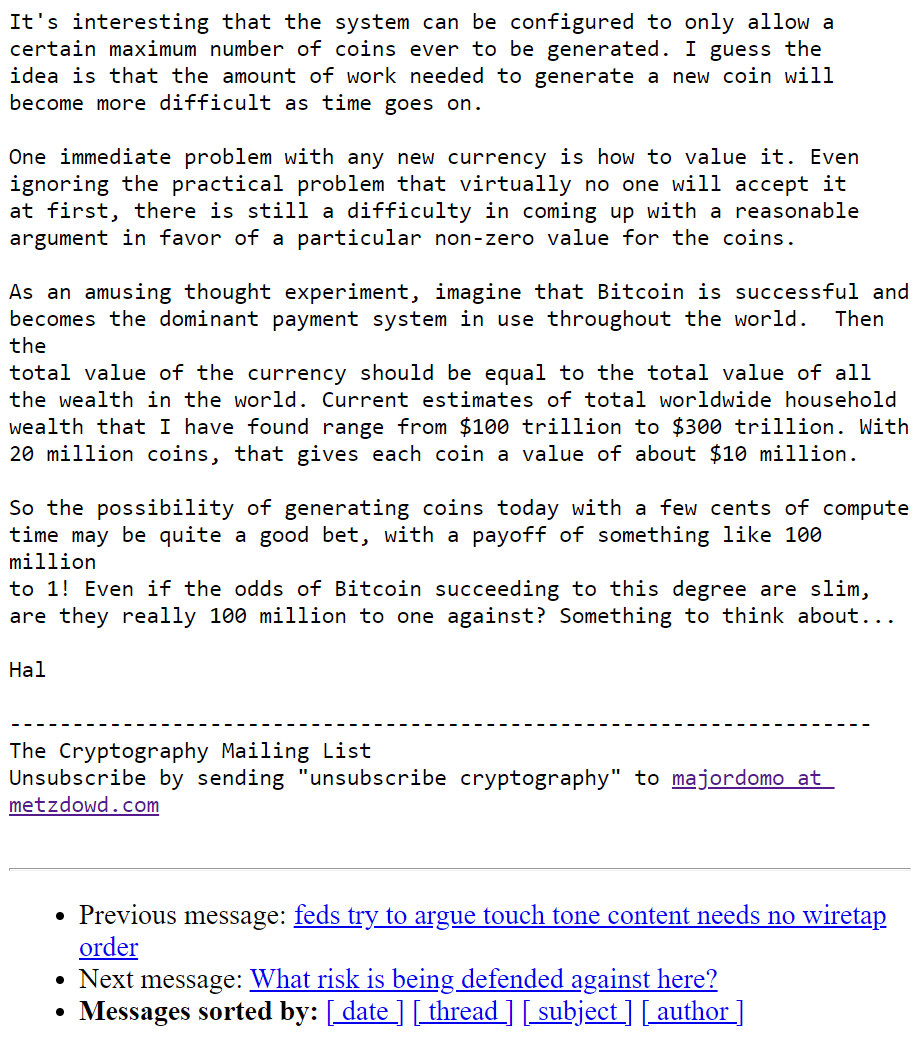 It's interesting that the system can be configured to only allow a
certain maximum number of coins ever to be generated. I guess the
idea is that the amount of work needed to generate a new coin will
become more difficult as time goes on.

One immediate problem with any new currency is how to value it. Even
ignoring the practical problem that virtually no one will accept it
at first, there is still a difficulty in coming up with a reasonable
argument in favor of a particular non-zero value for the coins.

As an amusing thought experiment, imagine that Bitcoin is successful and
becomes the dominant payment system in use throughout the world.  Then
the
total value of the currency should be equal to the total value of all
the wealth in the world. Current estimates of total worldwide household
wealth that I have found range from $100 trillion to $300 trillion. With
20 million coins, that gives each coin a value of about $10 million.

So the possibility of generating coins today with a few cents of compute
time may be quite a good bet, with a payoff of something like 100
million
to 1! Even if the odds of Bitcoin succeeding to this degree are slim,
are they really 100 million to one against? Something to think about...

Hal

---------------------------------------------------------------------
The Cryptography Mailing List
Unsubscribe by sending "unsubscribe cryptography" to majordomo at
metzdowd.com

• Previous message: feds try to argue touch tone content needs no wiretap
order
• Next message: What risk is being defended against here?
• Messages sorted by: [ date ] [ thread ] [ subject ] [ author ]